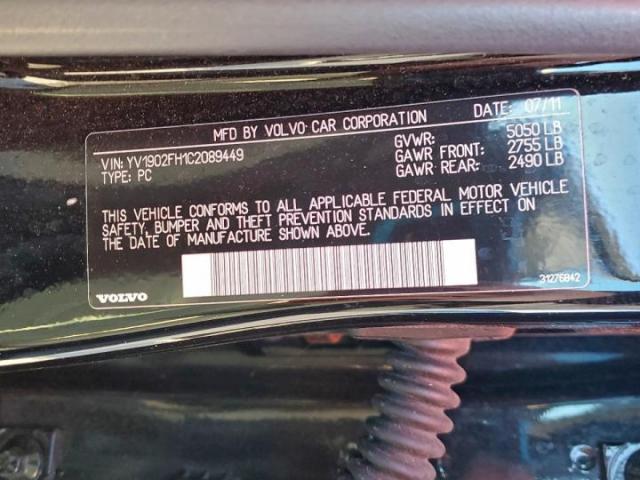 MFD BY VOLVO CAR CORPORATION DATE: 07/11
VIN: YV1902FH1C2089449
TYPE: PC
GVWR: 5050 LB
GAWR FRONT: 2755 LB
GAWR REAR: 2490 LB
THIS VEHICLE CONFORMS TO ALL APPLICABLE FEDERAL MOTOR VEHICLE
SAFETY, BUMPER AND THEFT PREVENTION STANDARDS IN EFFECT ON
THE DATE OF MANUFACTURE SHOWN ABOVE.
VOLVO
31276842